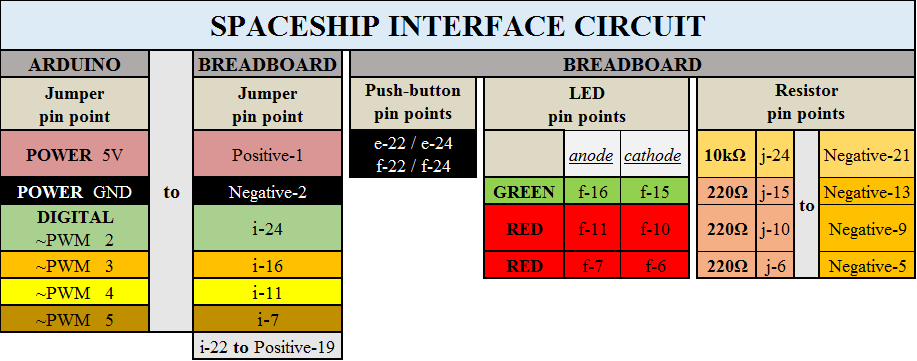 SPACESHIP INTERFACE CIRCUIT
ARDUINO BREADBOARD BREADBOARD
Jumper pin point
Jumper pin point
Push-button pin points
LED pin points
Resistor pin points
POWER 5V to Positive-1
e-22 / e-24
f-22 / f-24
anode cathode
10kΩ j-24 to Negative-21
POWER GND Negative-2
GREEN f-16 f-15
220Ω j-15 Negative-13
DIGITAL
~PWM 2 i-24
RED f-11 f-10
220Ω j-10 Negative-9
~PWM 3 i-16
RED f-7 f-6
220Ω j-6 Negative-5
~PWM 4 i-11
~PWM 5 i-7
i-22 to Positive-19